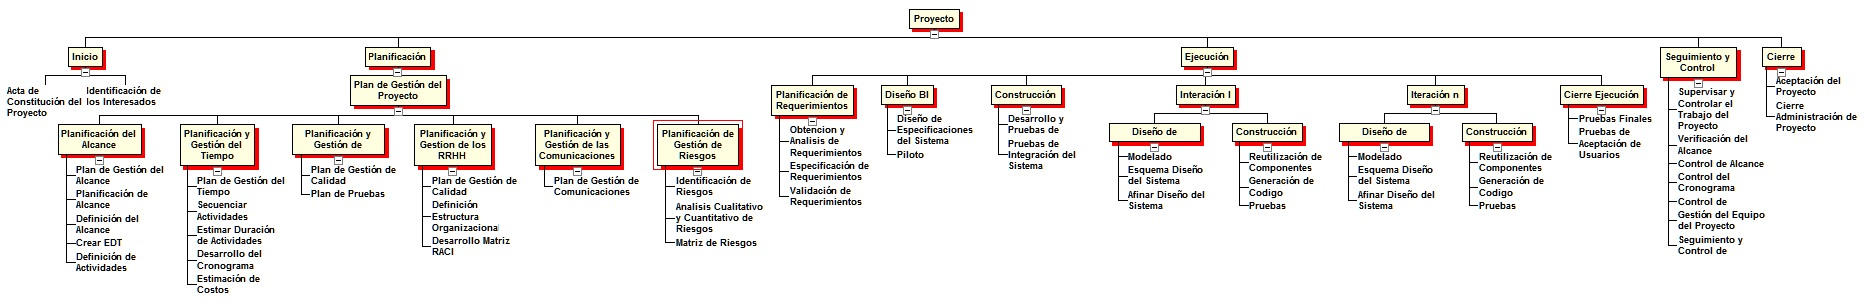 Proyecto
Inicio
Acta de
Constitución del
Proyecto
Identificación de
los Interesados
Planificación
Plan de Gestión del
Proyecto
Planificación del
Alcance
Plan de Gestión del
Alcance
Planificación de
Alcance
Definición del
Alcance
Crear EDT
Definición de
Actividades
Planificación y
Gestión del
Tiempo
Plan de Gestión del
Tiempo
Secuenciar
Actividades
Estimar Duración
de Actividades
Desarrollo del
Cronograma
Estimación de
Costos
Planificación y
Gestión de
Plan de Gestión de
Calidad
Plan de Pruebas
Planificación y
Gestion de los
RRHH
Plan de Gestión de
Calidad
Definición
Estructura
Organizacional
Desarrollo Matriz
RACI
Planificación y
Gestión de las
Comunicaciones
Plan de Gestión de
Comunicaciones
Planificación de
Gestión de
Riesgos
Identificación de
Riesgos
Analisis Cualitativo
y Cuantitativo de
Riesgos
Matriz de Riesgos
Ejecución
Planificación de
Requerimientos
Obtencion y
Analisis de
Requerimientos
Especificación de
Requerimientos
Validación de
Requerimientos
Diseño BI
Diseño de
Especificaciones
del Sistema
Piloto
Construcción
Desarrollo y
Pruebas de
Pruebas de
Integración del
Sistema
Interación I
Diseño de
Modelado
Esquema Diseño
del Sistema
Afinar Diseño del
Sistema
Construcción
Reutilización de
Componentes
Generación de
Codigo
Pruebas
Iteración n
Diseño de
Modelado
Esquema Diseño
del Sistema
Afinar Diseño del
Sistema
Construcción
Reutilización de
Componentes
Generación de
Codigo
Pruebas
Cierre Ejecución
Pruebas Finales
Pruebas de
Aceptación de
Usuarios
Seguimiento y
Control
Supervisar y
Controlar el
Trabajo del
Proyecto
Verificación del
Alcance
Control de Alcance
Control del
Cronograma
Control de
Gestión del Equipo
del Proyecto
Seguimiento y
Control de
Cierre
Aceptación del
Proyecto
Cierre
Administración de
Proyecto